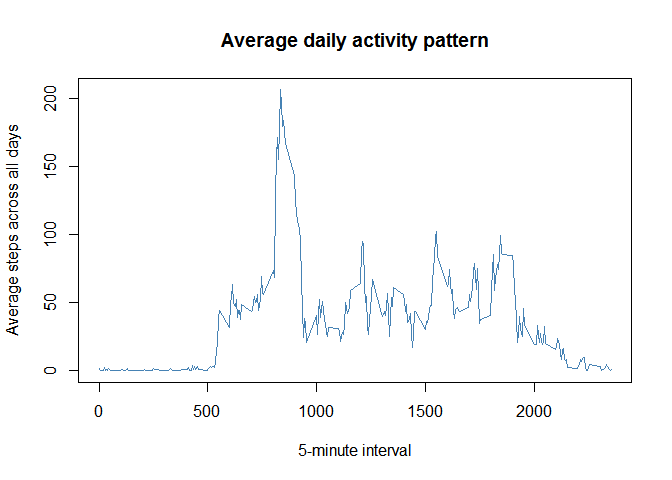 Average daily activity pattern
Average steps across all days
200
150
100
50
0
0 500 1000 1500 2000
5-minute interval